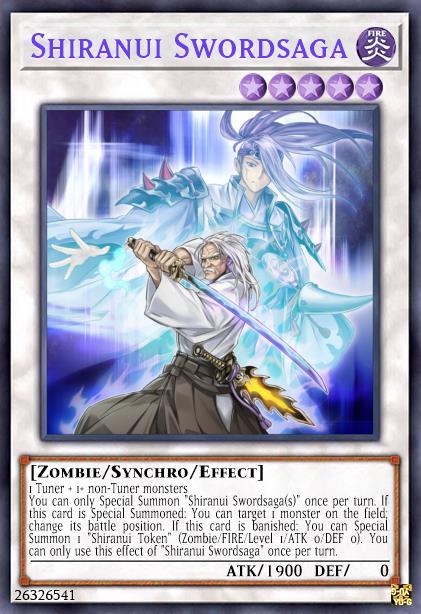 Shiranui Swordsaga
FIRE
炎
[Zombie/Synchro/Effect]
1 Tuner + 1+ non-Tuner monsters
You can only Special Summon "Shiranui Swordsaga(s)" once per turn. If
this card is Special Summoned: You can target 1 monster on the field;
change its battle position. If this card is banished: You can Special
Summon 1 "Shiranui Token" (Zombie/FIRE/Level 1/ATK 0/DEF 0). You can
only use this effect of "Shiranui Swordsaga" once per turn.
ATK/1900 DEF/ 0
26326541